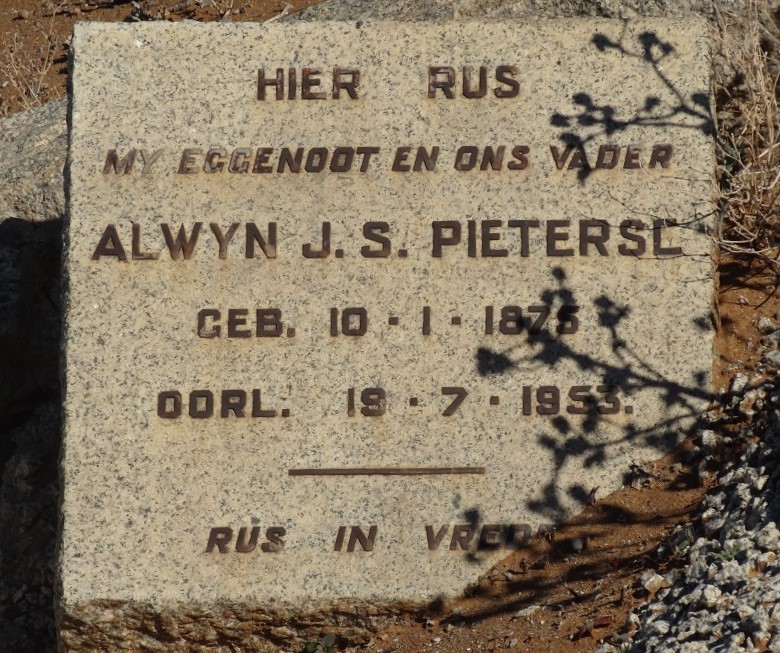 HIER RUS
MY EGGENOOT EN ONS VADER
ALWYN J. S. PIETERSE
GEB. 10 · 1 · 1875
OORL. 19 · 7 · 1953.
RUS IN VREDE